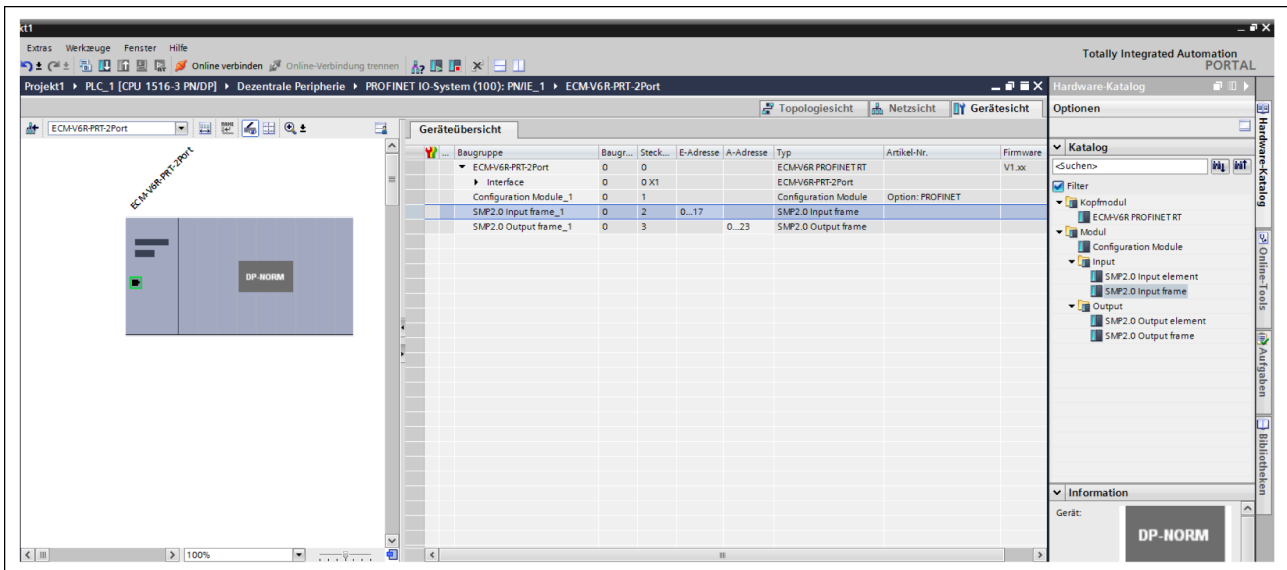 kt1
Extras Werkzeuge Fenster Hilfe
Totally Integrated Automation
PORTAL
Online verbinden Online-Verbindung trennen
Projekt1 PLC_1 [CPU 1516-3 PN/DP] Dezentrale Peripherie PROFINET IO-System (100): PN/IE_1 ECM-V6R-PRT-2Port
Hardware-Katalog
Topologiesicht Netzsicht Gerätesicht
Optionen
ECM-V6R-PRT-2Port
Geräteübersicht
... Baugruppe Baugr... Steck... E-Adresse A-Adresse Typ Artikel-Nr. Firmware
ECM-V6R-PRT-2Port 0 0 ECM-V6R PROFINET RT V1.xx
Interface 0 0 X1 ECM-V6R-PRT-2Port
Configuration Module_1 0 1 Configuration Module Option: PROFINET
SMP2.0 Input frame_1 0 2 0...17 SMP2.0 Input frame
SMP2.0 Output frame_1 0 3 0...23 SMP2.0 Output frame
ECM-V6R-PRT-2Port
DP-NORM
100%
Katalog
<Suchen>
Filter
Kopfmodul
ECM-V6R PROFINET RT
Modul
Configuration Module
Input
SMP2.0 Input element
SMP2.0 Input frame
Output
SMP2.0 Output element
SMP2.0 Output frame
Information
Gerät:
DP-NORM
Hardware-Katalog
Online-Tools
Aufgaben
Bibliotheken